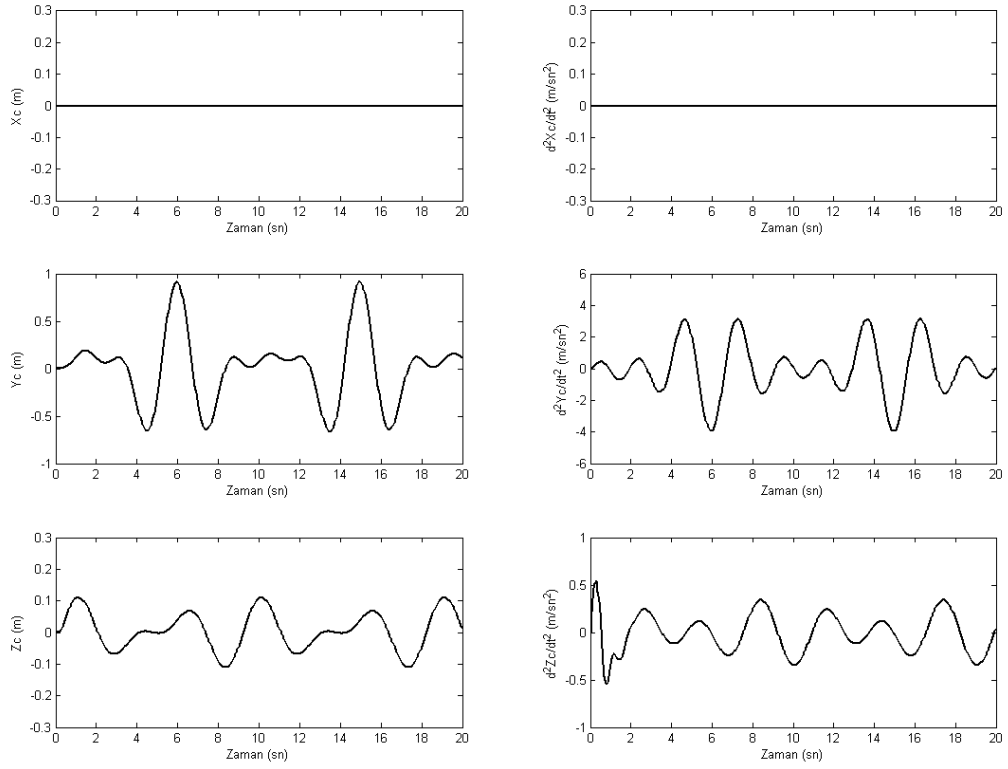 0.3
0.2
0.1
0
-0.1
-0.2
-0.3
Xc (m)
0 2 4 6 8 10 12 14 16 18 20
Zaman (sn)
0.3
0.2
0.1
0
-0.1
-0.2
-0.3
d²Xc/dt² (m/sn²)
0 2 4 6 8 10 12 14 16 18 20
Zaman (sn)
1
0.5
0
-0.5
-1
Yc (m)
0 2 4 6 8 10 12 14 16 18 20
Zaman (sn)
6
4
2
0
-2
-4
-6
d²Yc/dt² (m/sn²)
0 2 4 6 8 10 12 14 16 18 20
Zaman (sn)
0.3
0.2
0.1
0
-0.1
-0.2
-0.3
Zc (m)
0 2 4 6 8 10 12 14 16 18 20
Zaman (sn)
1
0.5
0
-0.5
-1
d²Zc/dt² (m/sn²)
0 2 4 6 8 10 12 14 16 18 20
Zaman (sn)